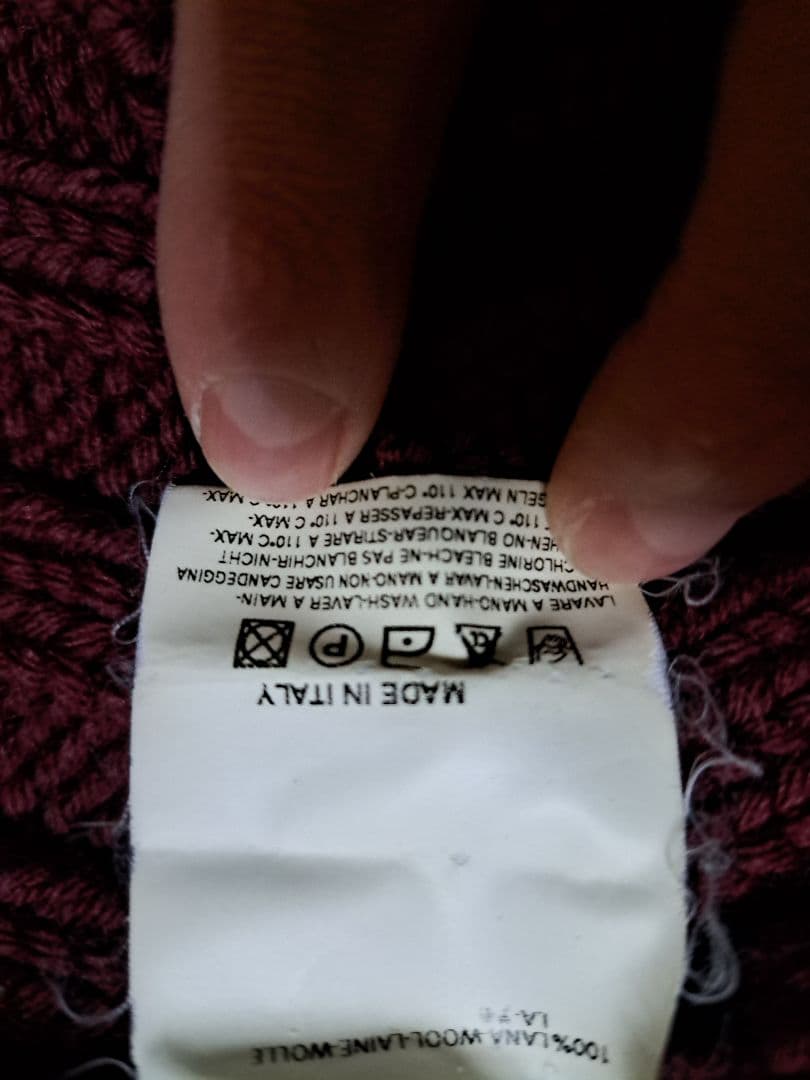 100%LANA-WOOL-LAINE-WOLLE
MADE IN ITALY
CL P
LAVARE A MANO-HAND WASH-LAVER A MAIN-
HANDWASCHEN-LAVAR A MANO-NON USARE CANDEGGINA
CHLORINE BLEACH-NE PAS BLANCHIR-NICHT
HEN-NO BLANQUEAR-STIRARE A 110°C MAX-
110° C MAX-REPASSER A 110° C MAX-
GELN MAX 110° C-PLANCHAR A MAX-